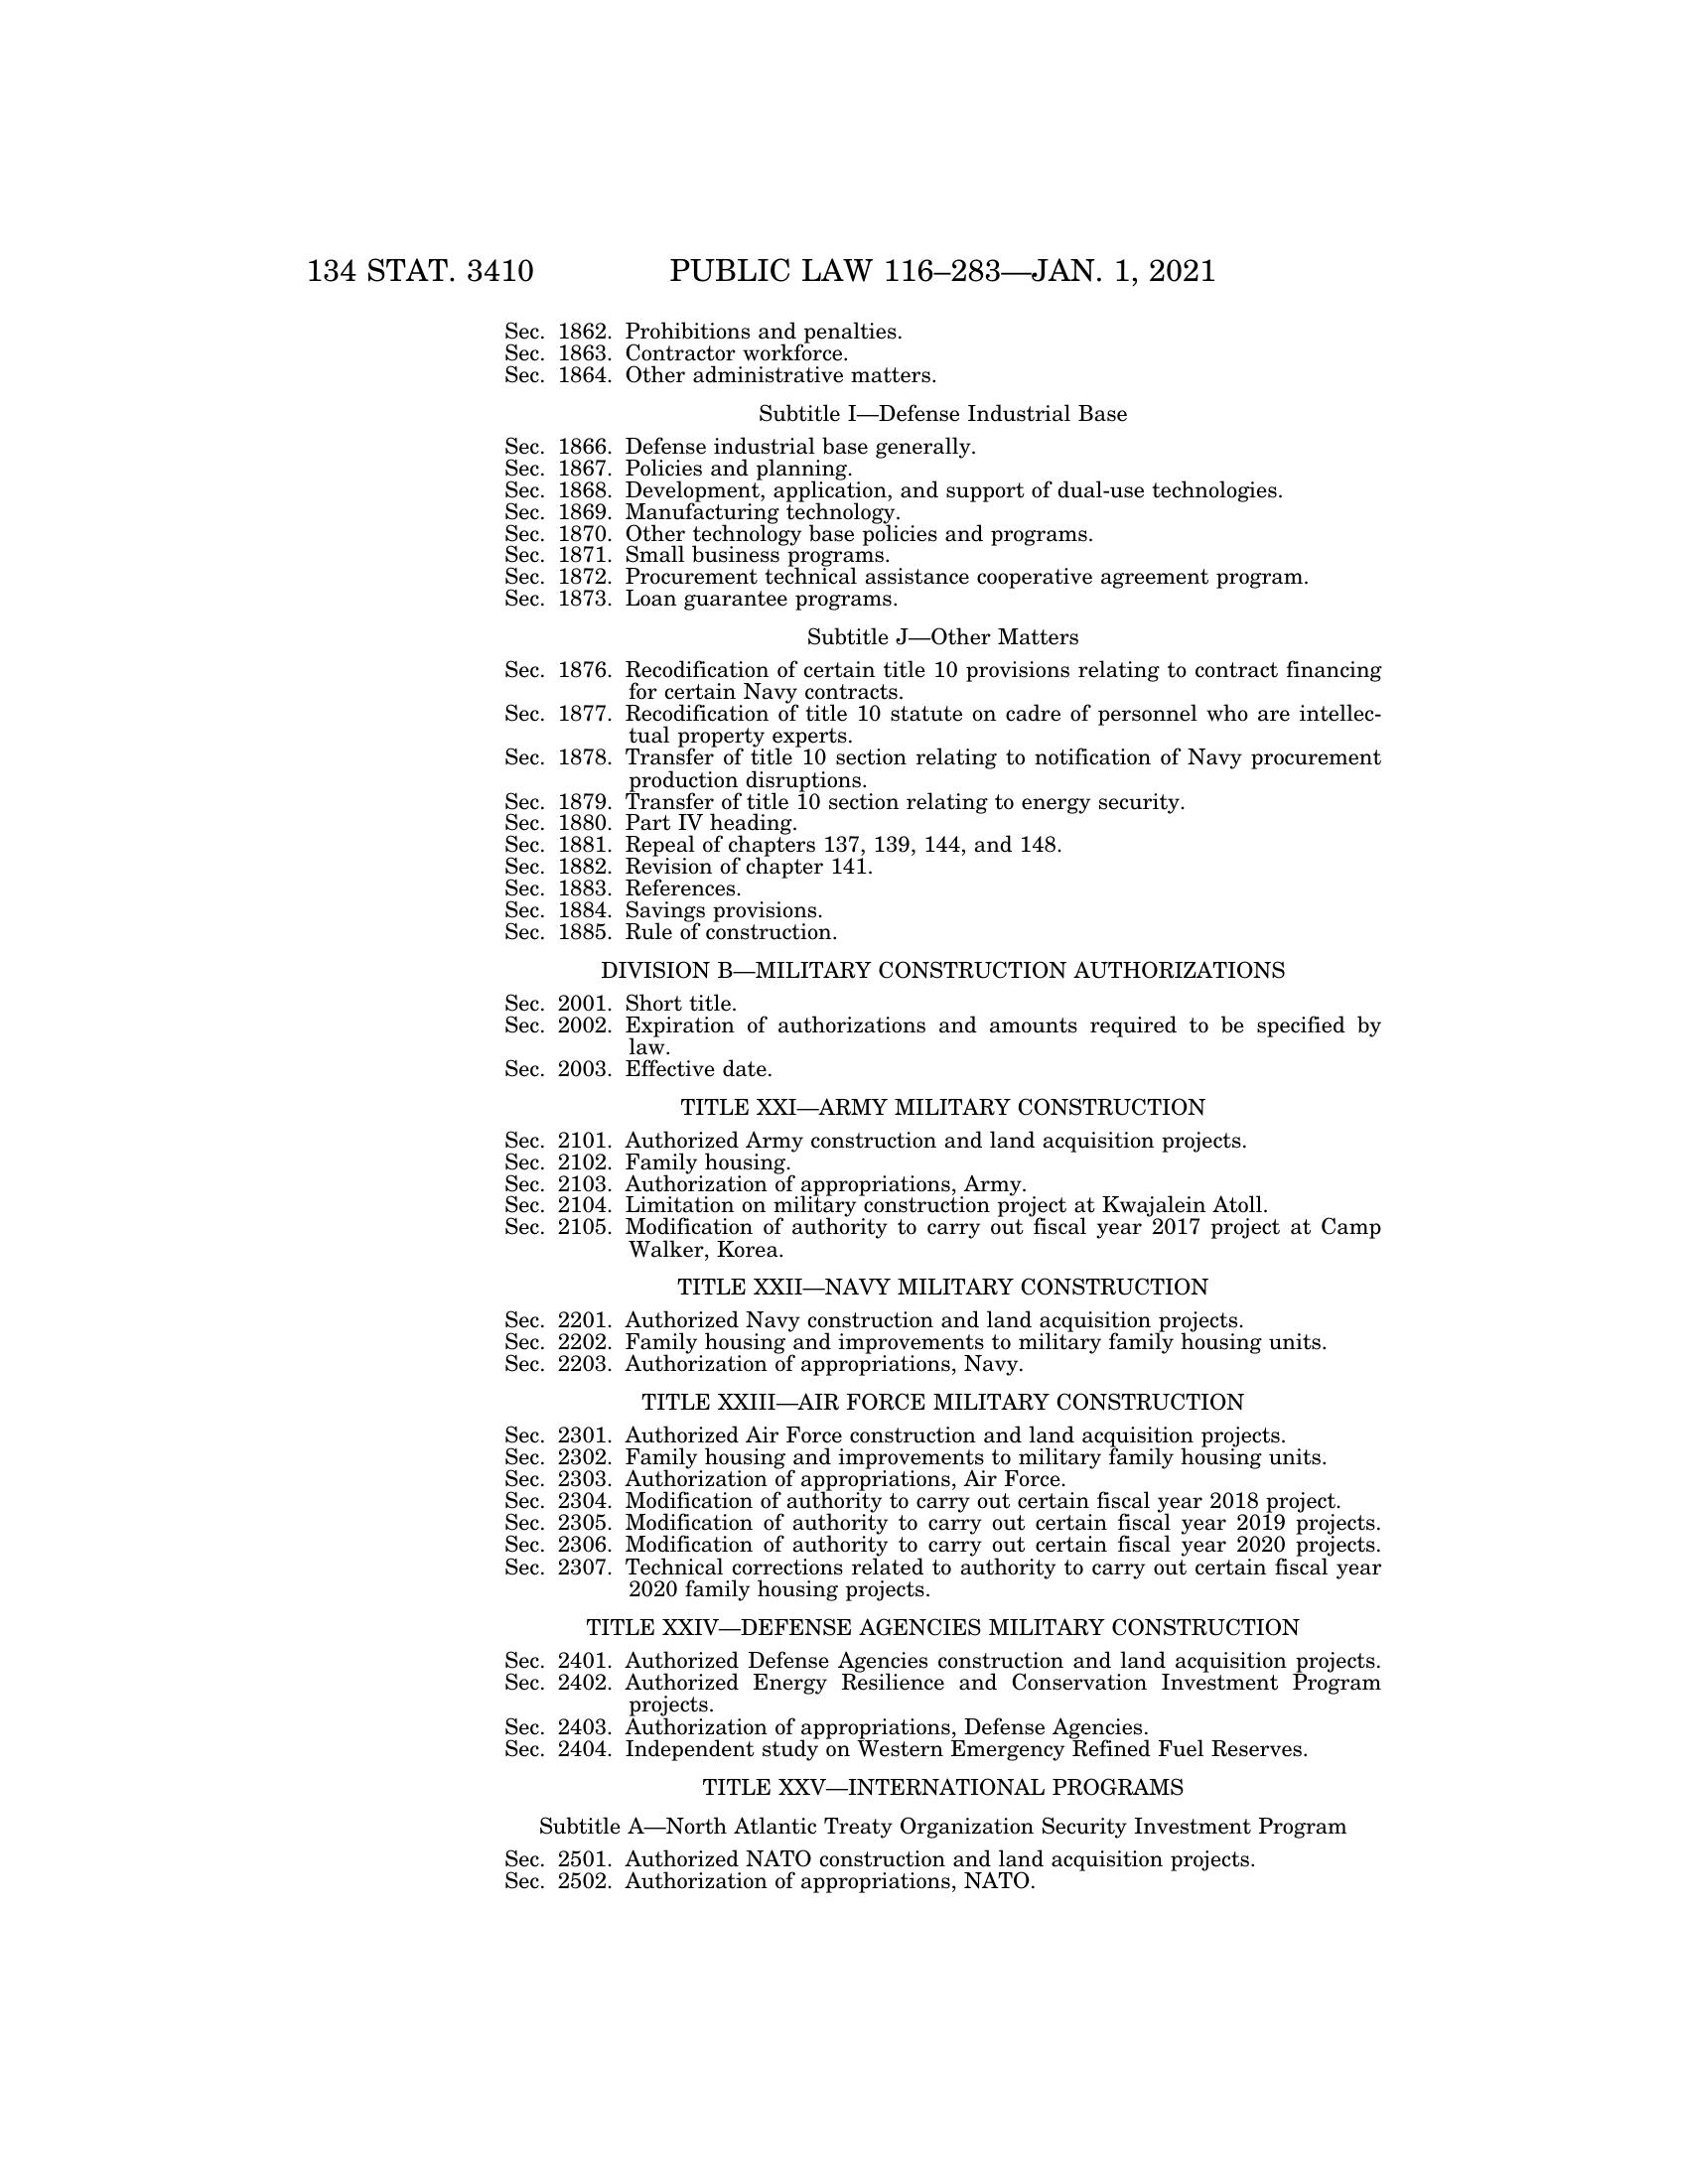 134 STAT. 3410 PUBLIC LAW 116–283—JAN. 1, 2021
Sec. 1862. Prohibitions and penalties.
Sec. 1863. Contractor workforce.
Sec. 1864. Other administrative matters.
Subtitle I—Defense Industrial Base
Sec. 1866. Defense industrial base generally.
Sec. 1867. Policies and planning.
Sec. 1868. Development, application, and support of dual-use technologies.
Sec. 1869. Manufacturing technology.
Sec. 1870. Other technology base policies and programs.
Sec. 1871. Small business programs.
Sec. 1872. Procurement technical assistance cooperative agreement program.
Sec. 1873. Loan guarantee programs.
Subtitle J—Other Matters
Sec. 1876. Recodification of certain title 10 provisions relating to contract financing
for certain Navy contracts.
Sec. 1877. Recodification of title 10 statute on cadre of personnel who are intellec-
tual property experts.
Sec. 1878. Transfer of title 10 section relating to notification of Navy procurement
production disruptions.
Sec. 1879. Transfer of title 10 section relating to energy security.
Sec. 1880. Part IV heading.
Sec. 1881. Repeal of chapters 137, 139, 144, and 148.
Sec. 1882. Revision of chapter 141.
Sec. 1883. References.
Sec. 1884. Savings provisions.
Sec. 1885. Rule of construction.
DIVISION B—MILITARY CONSTRUCTION AUTHORIZATIONS
Sec. 2001. Short title.
Sec. 2002. Expiration of authorizations and amounts required to be specified by
law.
Sec. 2003. Effective date.
TITLE XXI—ARMY MILITARY CONSTRUCTION
Sec. 2101. Authorized Army construction and land acquisition projects.
Sec. 2102. Family housing.
Sec. 2103. Authorization of appropriations, Army.
Sec. 2104. Limitation on military construction project at Kwajalein Atoll.
Sec. 2105. Modification of authority to carry out fiscal year 2017 project at Camp
Walker, Korea.
TITLE XXII—NAVY MILITARY CONSTRUCTION
Sec. 2201. Authorized Navy construction and land acquisition projects.
Sec. 2202. Family housing and improvements to military family housing units.
Sec. 2203. Authorization of appropriations, Navy.
TITLE XXIII—AIR FORCE MILITARY CONSTRUCTION
Sec. 2301. Authorized Air Force construction and land acquisition projects.
Sec. 2302. Family housing and improvements to military family housing units.
Sec. 2303. Authorization of appropriations, Air Force.
Sec. 2304. Modification of authority to carry out certain fiscal year 2018 project.
Sec. 2305. Modification of authority to carry out certain fiscal year 2019 projects.
Sec. 2306. Modification of authority to carry out certain fiscal year 2020 projects.
Sec. 2307. Technical corrections related to authority to carry out certain fiscal year
2020 family housing projects.
TITLE XXIV—DEFENSE AGENCIES MILITARY CONSTRUCTION
Sec. 2401. Authorized Defense Agencies construction and land acquisition projects.
Sec. 2402. Authorized Energy Resilience and Conservation Investment Program
projects.
Sec. 2403. Authorization of appropriations, Defense Agencies.
Sec. 2404. Independent study on Western Emergency Refined Fuel Reserves.
TITLE XXV—INTERNATIONAL PROGRAMS
Subtitle A—North Atlantic Treaty Organization Security Investment Program
Sec. 2501. Authorized NATO construction and land acquisition projects.
Sec. 2502. Authorization of appropriations, NATO.